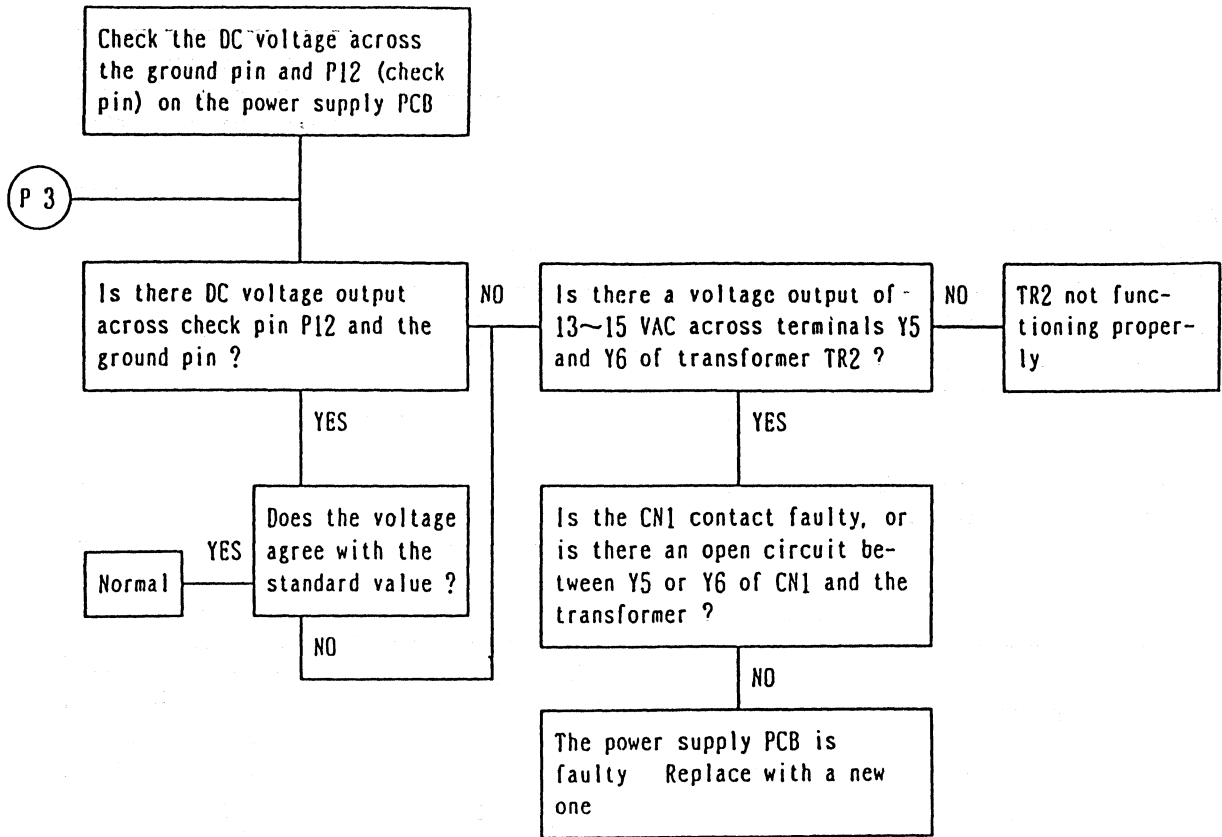 Check the DC voltage across
the ground pin and P12 (check
pin) on the power supply PCB
P 3
Is there DC voltage output
across check pin P12 and the
ground pin ?
NO
Is there a voltage output of
13~15 VAC across terminals Y5
and Y6 of transformer TR2 ?
NO
TR2 not func-
tioning proper-
ly
YES
YES
Does the voltage
agree with the
standard value ?
YES
Normal
NO
Is the CN1 contact faulty, or
is there an open circuit be-
tween Y5 or Y6 of CN1 and the
transformer ?
NO
The power supply PCB is
faulty Replace with a new
one